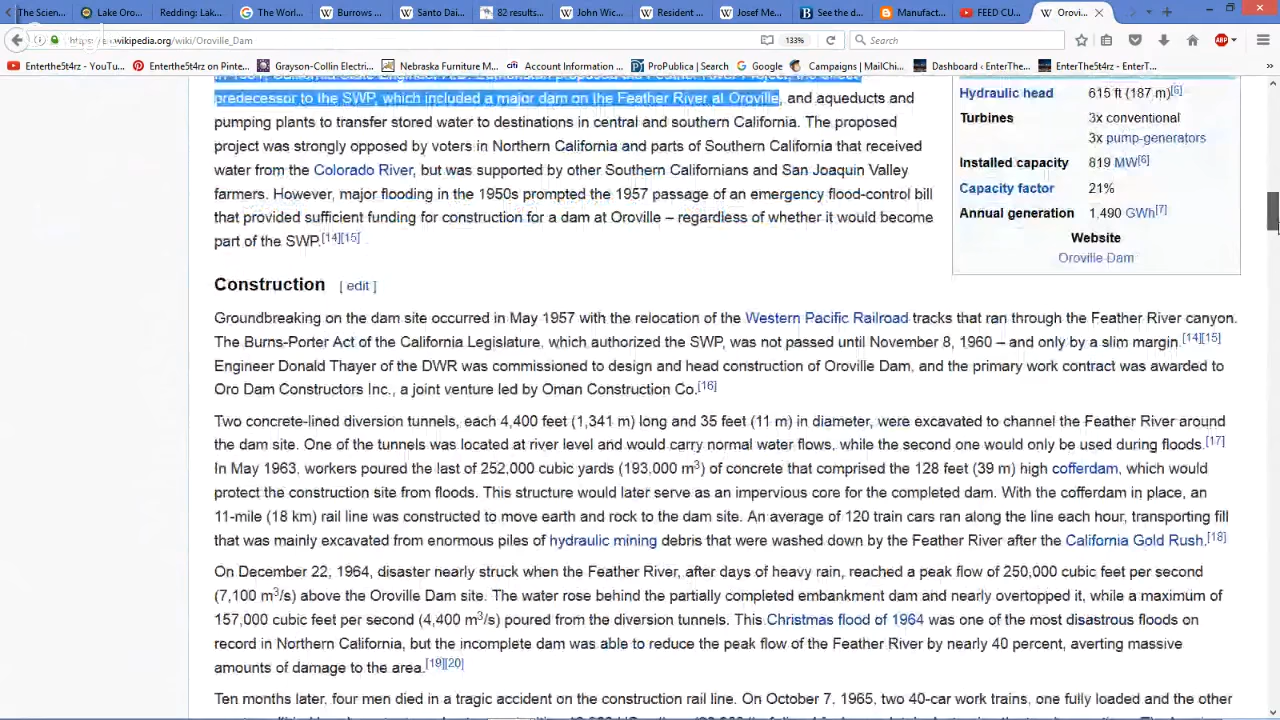 The Scien
Lake Oro...
Redding: Lak...
The Worl...
Burrows ...
Santo Dai...
82 results...
John Wic...
Resident ...
Josef Me...
See the d...
Manufact...
FEED CU...
Orovi...
wikipedia.org/wiki/Oroville_Dam
133%
Search
ABP
EntertheSt4rz - YouTu...
EntertheSt4rz on Pinter...
Grayson-Collin Electri...
Nebraska Furniture M...
Account Information ...
ProPublica | Search
Google
Campaigns | MailChi...
Dashboard ‹ EnterThe...
EnterTheSt4rz - EnterT...
predecessor to the SWP, which included a major dam on the Feather River at Oroville, and aqueducts and
pumping plants to transfer stored water to destinations in central and southern California. The proposed
project was strongly opposed by voters in Northern California and parts of Southern California that received
water from the Colorado River, but was supported by other Southern Californians and San Joaquin Valley
farmers. However, major flooding in the 1950s prompted the 1957 passage of an emergency flood-control bill
that provided sufficient funding for construction for a dam at Oroville – regardless of whether it would become
part of the SWP.[14][15]
Hydraulic head 615 ft (187 m)[6]
Turbines 3x conventional
3x pump-generators
Installed capacity 819 MW[6]
Capacity factor 21%
Annual generation 1,490 GWh[7]
Website
Oroville Dam
Construction [ edit ]
Groundbreaking on the dam site occurred in May 1957 with the relocation of the Western Pacific Railroad tracks that ran through the Feather River canyon.
The Burns-Porter Act of the California Legislature, which authorized the SWP, was not passed until November 8, 1960 – and only by a slim margin.[14][15]
Engineer Donald Thayer of the DWR was commissioned to design and head construction of Oroville Dam, and the primary work contract was awarded to
Oro Dam Constructors Inc., a joint venture led by Oman Construction Co.[16]
Two concrete-lined diversion tunnels, each 4,400 feet (1,341 m) long and 35 feet (11 m) in diameter, were excavated to channel the Feather River around
the dam site. One of the tunnels was located at river level and would carry normal water flows, while the second one would only be used during floods.[17]
In May 1963, workers poured the last of 252,000 cubic yards (193,000 m3) of concrete that comprised the 128 feet (39 m) high cofferdam, which would
protect the construction site from floods. This structure would later serve as an impervious core for the completed dam. With the cofferdam in place, an
11-mile (18 km) rail line was constructed to move earth and rock to the dam site. An average of 120 train cars ran along the line each hour, transporting fill
that was mainly excavated from enormous piles of hydraulic mining debris that were washed down by the Feather River after the California Gold Rush.[18]
On December 22, 1964, disaster nearly struck when the Feather River, after days of heavy rain, reached a peak flow of 250,000 cubic feet per second
(7,100 m3/s) above the Oroville Dam site. The water rose behind the partially completed embankment dam and nearly overtopped it, while a maximum of
157,000 cubic feet per second (4,400 m3/s) poured from the diversion tunnels. This Christmas flood of 1964 was one of the most disastrous floods on
record in Northern California, but the incomplete dam was able to reduce the peak flow of the Feather River by nearly 40 percent, averting massive
amounts of damage to the area.[19][20]
Ten months later, four men died in a tragic accident on the construction rail line. On October 7, 1965, two 40-car work trains, one fully loaded and the other